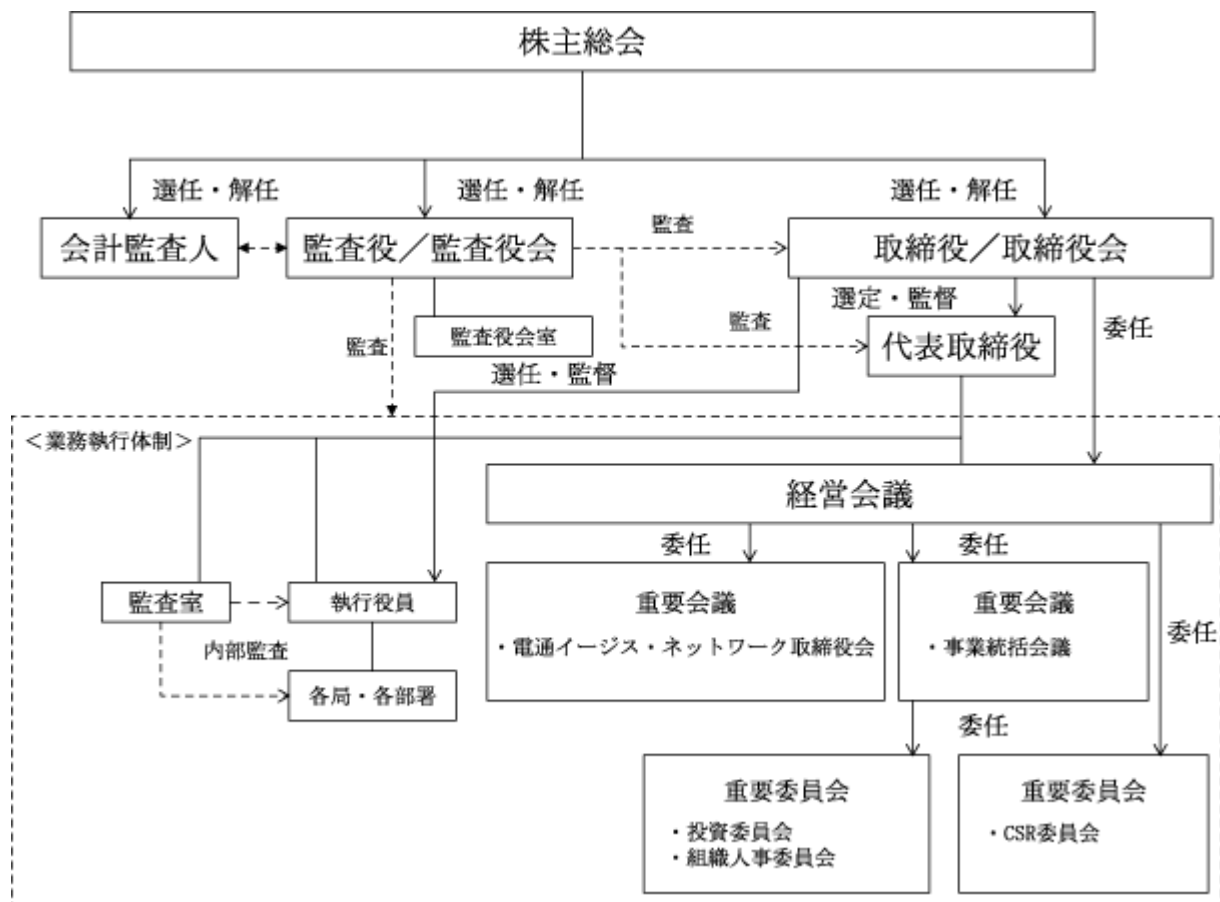 株主総会
選任・解任
選任・解任
選任・解任
会計監査人
監査役／監査役会
監査
取締役／取締役会
選定・監督
監査役会室
監査
代表取締役
委任
監査
選任・監督
＜業務執行体制＞
経営会議
委任
委任
監査室
執行役員
重要会議
・電通イージス・ネットワーク取締役会
重要会議
・事業統括会議
委任
内部監査
各局・各部署
委任
重要委員会
・投資委員会
・組織人事委員会
重要委員会
・CSR委員会